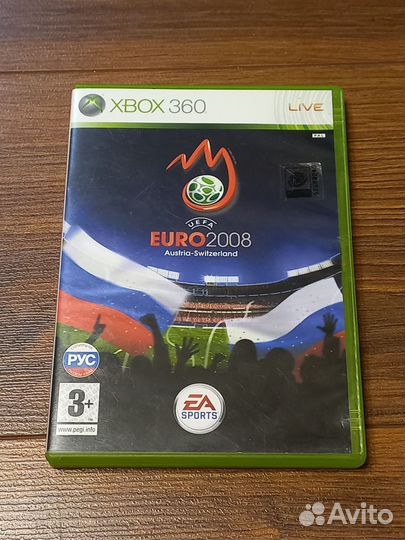 XBOX 360
LIVE
PAL
UEFA
EURO2008
Austria-Switzerland
РУС
3+
www.pegi.info
EA
SPORTS
Avito